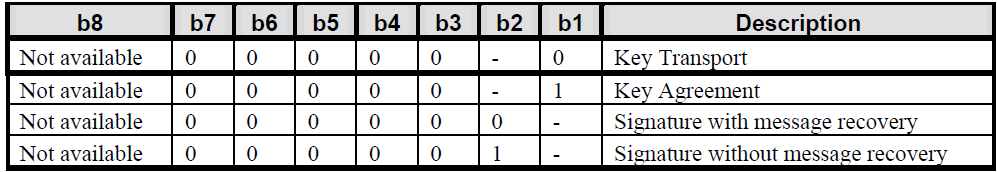 b8 b7 b6 b5 b4 b3 b2 b1 Description
Not available 0 0 0 0 0 - 0 Key Transport
Not available 0 0 0 0 0 - 1 Key Agreement
Not available 0 0 0 0 0 0 - Signature with message recovery
Not available 0 0 0 0 0 1 - Signature without message recovery